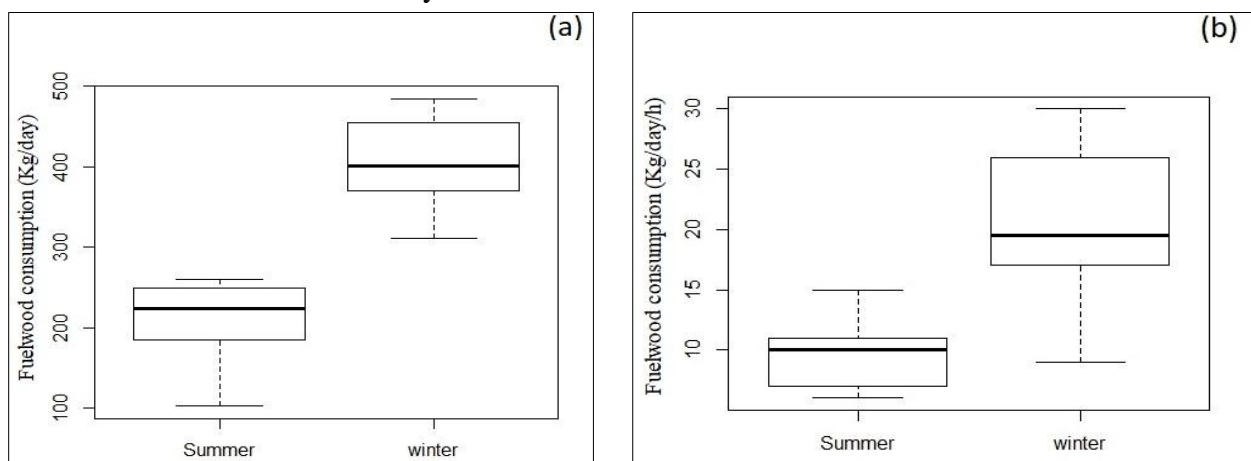 (a)
Fuelwood consumption (Kg/day)
500
400
300
200
100
Summer
winter
(b)
Fuelwood consumption (Kg/day/h)
30
25
20
15
10
Summer
winter